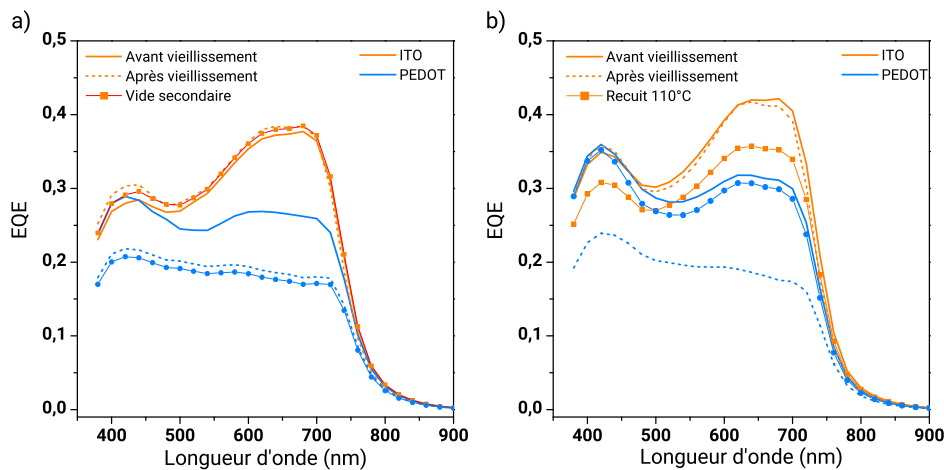 a)
0,5
0,4
0,3
0,2
0,1
0,0
EQE
Avant vieillissement
Après vieillissement
Vide secondaire
ITO
PEDOT
400 500 600 700 800 900
Longueur d'onde (nm)
b)
0,5
0,4
0,3
0,2
0,1
0,0
EQE
Avant vieillissement
Après vieillissement
Recuit 110°C
ITO
PEDOT
400 500 600 700 800 900
Longueur d'onde (nm)